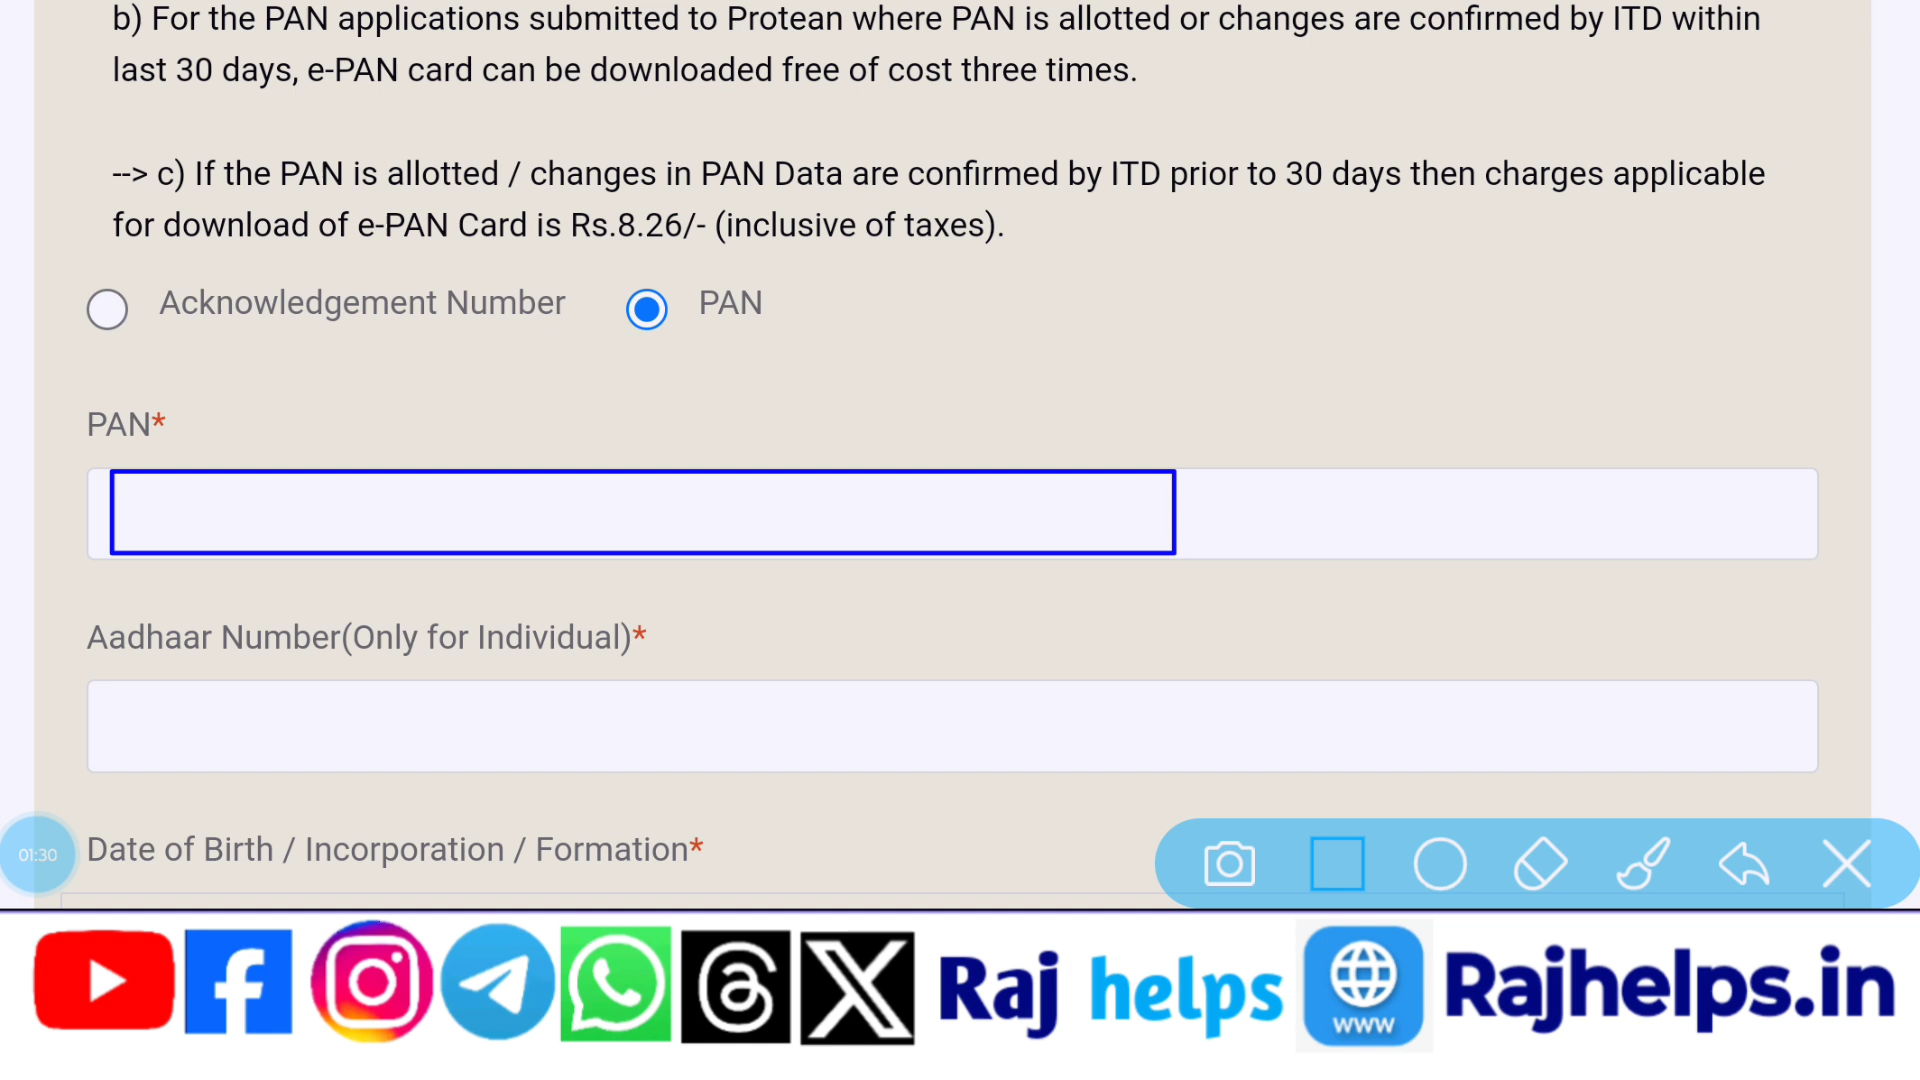 b) For the PAN applications submitted to Protean where PAN is allotted or changes are confirmed by ITD within
last 30 days, e-PAN card can be downloaded free of cost three times.
--> c) If the PAN is allotted / changes in PAN Data are confirmed by ITD prior to 30 days then charges applicable
for download of e-PAN Card is Rs.8.26/- (inclusive of taxes).
Acknowledgement Number PAN
PAN*
Aadhaar Number(Only for Individual)*
01:30
Date of Birth / Incorporation / Formation*
Raj helps
www
Rajhelps.in